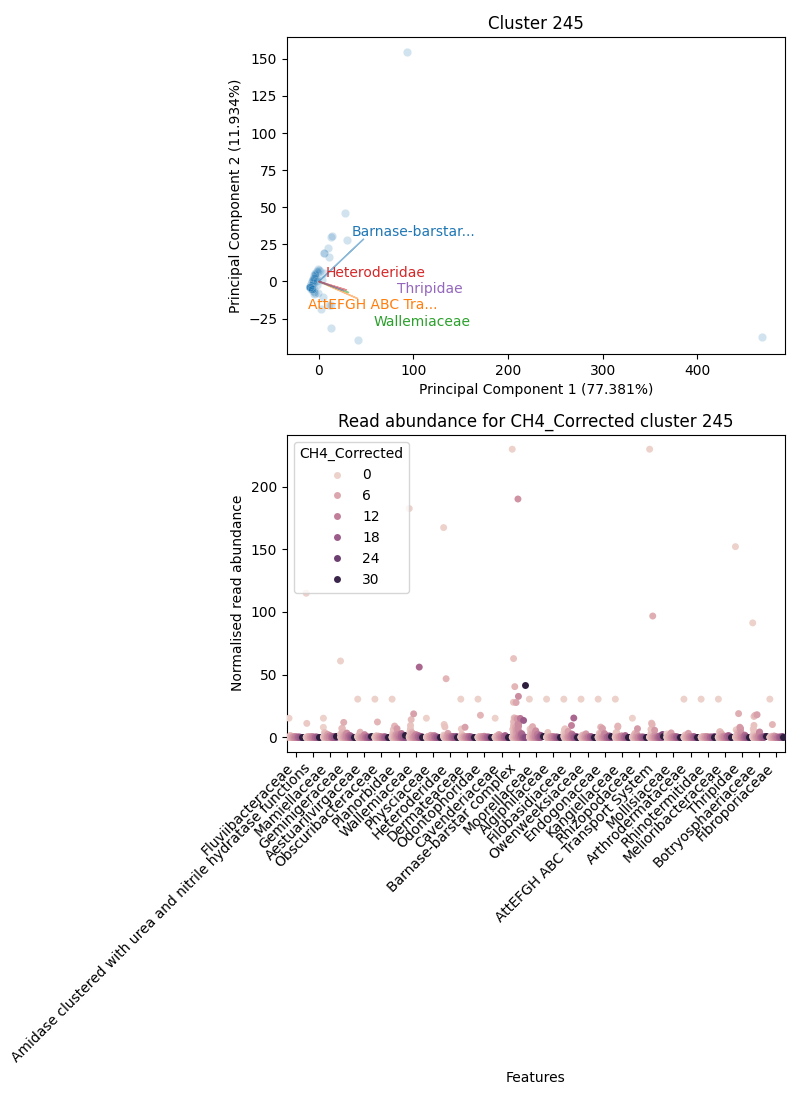 Cluster 245
Principal Component 2 (11.934%)
150
125
100
75
50
25
0
−25
Barnase-barstar...
Heteroderidae
Thripidae
AttEFGH ABC Tra...
Wallemiaceae
0
100
200
300
400
Principal Component 1 (77.381%)
Read abundance for CH4_Corrected cluster 245
Normalised read abundance
200
150
100
50
0
CH4_Corrected
0
6
12
18
24
30
Fluviibacteraceae
Amidase clustered with urea and nitrile hydratase functions
Mamiellaceae
Geminigeraceae
Aestuariivirgaceae
Obscuribacteraceae
Planorbidae
Wallemiaceae
Physciaceae
Heteroderidae
Dermateaceae
Odontophoridae
Cavenderiaceae
Barnase-barstar complex
Moorellaceae
Algiphilaceae
Filobasidiaceae
Owenweeksiaceae
Endogonaceae
Kangiellaceae
Rhizopodaceae
AttEFGH ABC Transport System
Mollisiaceae
Arthrodermataceae
Rhinotermitidae
Melioribacteraceae
Thripidae
Botryosphaeriaceae
Fibroporiaceae
Features